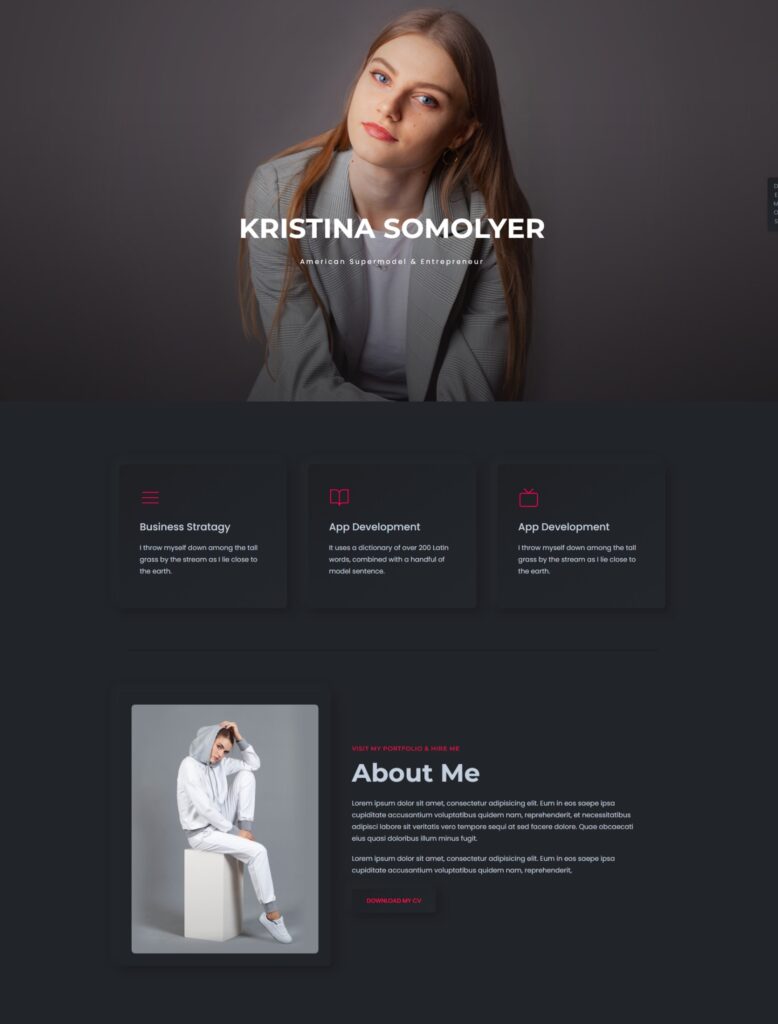 KRISTINA SOMOLYER
American Supermodel & Entrepreneur
Business Stratagy
I throw myself down among the tall
grass by the stream as I lie close to
the earth.
App Development
It uses a dictionary of over 200 Latin
words, combined with a handful of
model sentence.
App Development
I throw myself down among the tall
grass by the stream as I lie close to
the earth.
VISIT MY PORTFOLIO & HIRE ME
About Me
Lorem ipsum dolor sit amet, consectetur adipisicing elit. Eum in eos saepe ipsa
cupiditate accusantium voluptatibus quidem nam, reprehenderit, et necessitatibus
adipisci labore sit veritatis vero tempore sequi at sed facere dolore. Quae obcaecati
eius quasi doloribus illum minus fugit.
Lorem ipsum dolor sit amet, consectetur adipisicing elit. Eum in eos saepe ipsa
cupiditate accusantium voluptatibus quidem nam, reprehenderit,
DOWNLOAD MY CV